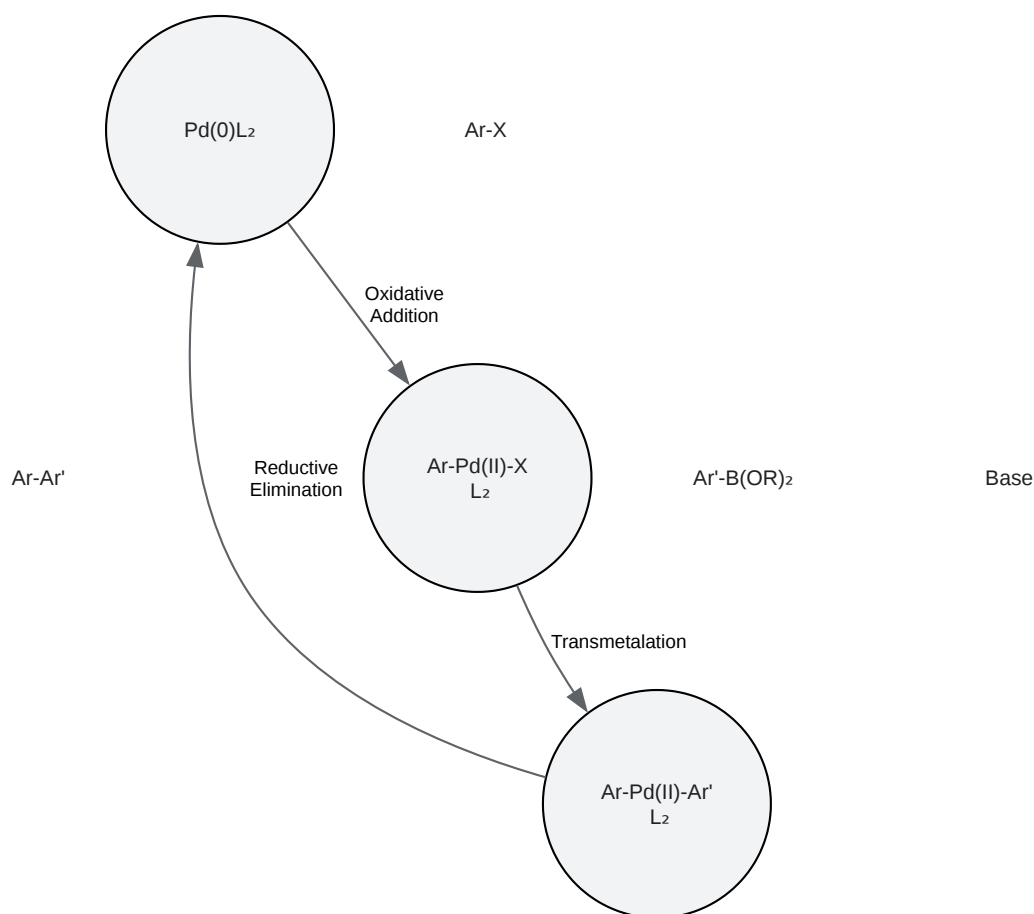 Pd(0)L₂
Ar-X
Oxidative
Addition
Ar-Ar'
Reductive
Elimination
Ar-Pd(II)-X
L₂
Ar'-B(OR)₂
Base
Transmetalation
Ar-Pd(II)-Ar'
L₂